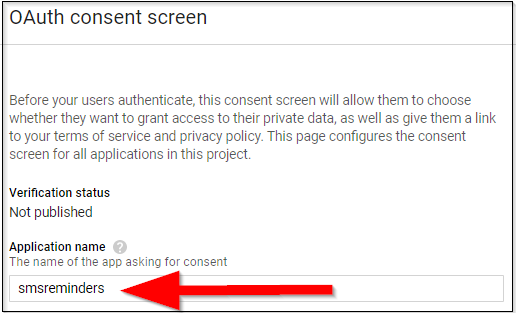 OAuth consent screen
Before your users authenticate, this consent screen will allow them to choose
whether they want to grant access to their private data, as well as give them a link
to your terms of service and privacy policy. This page configures the consent
screen for all applications in this project.
Verification status
Not published
Application name ?
The name of the app asking for consent
smsreminders